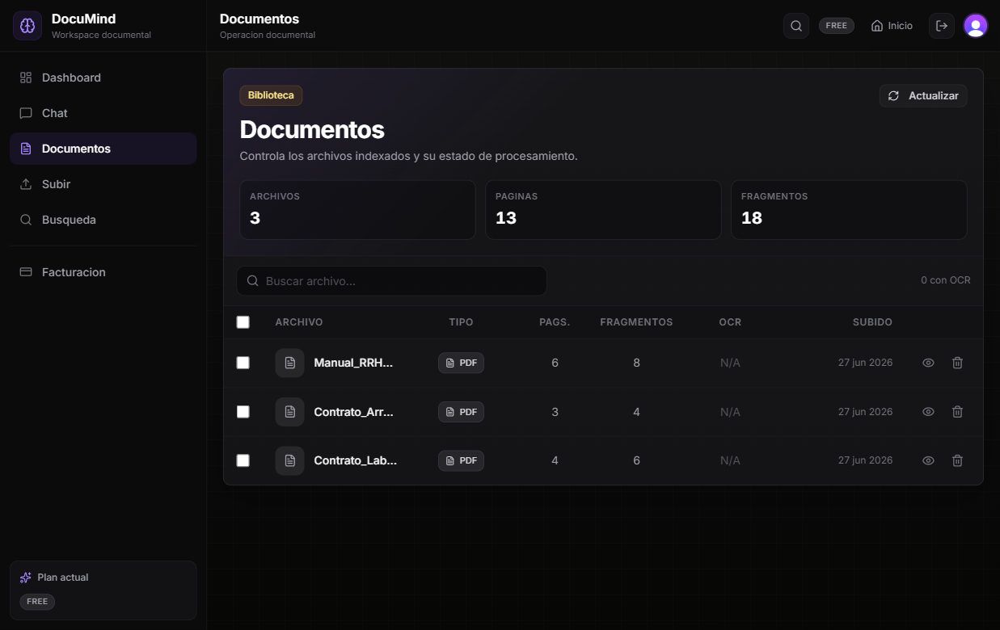 DocuMind
Workspace documental
Documentos
Operacion documental
FREE
Inicio
Dashboard
Chat
Documentos
Subir
Busqueda
Facturacion
Plan actual
FREE
Biblioteca
Actualizar
Documentos
Controla los archivos indexados y su estado de procesamiento.
ARCHIVOS
3
PAGINAS
13
FRAGMENTOS
18
Buscar archivo...
0 con OCR
ARCHIVO TIPO PAGS. FRAGMENTOS OCR SUBIDO
Manual_RRH... PDF 6 8 N/A 27 jun 2026
Contrato_Arr... PDF 3 4 N/A 27 jun 2026
Contrato_Lab... PDF 4 6 N/A 27 jun 2026